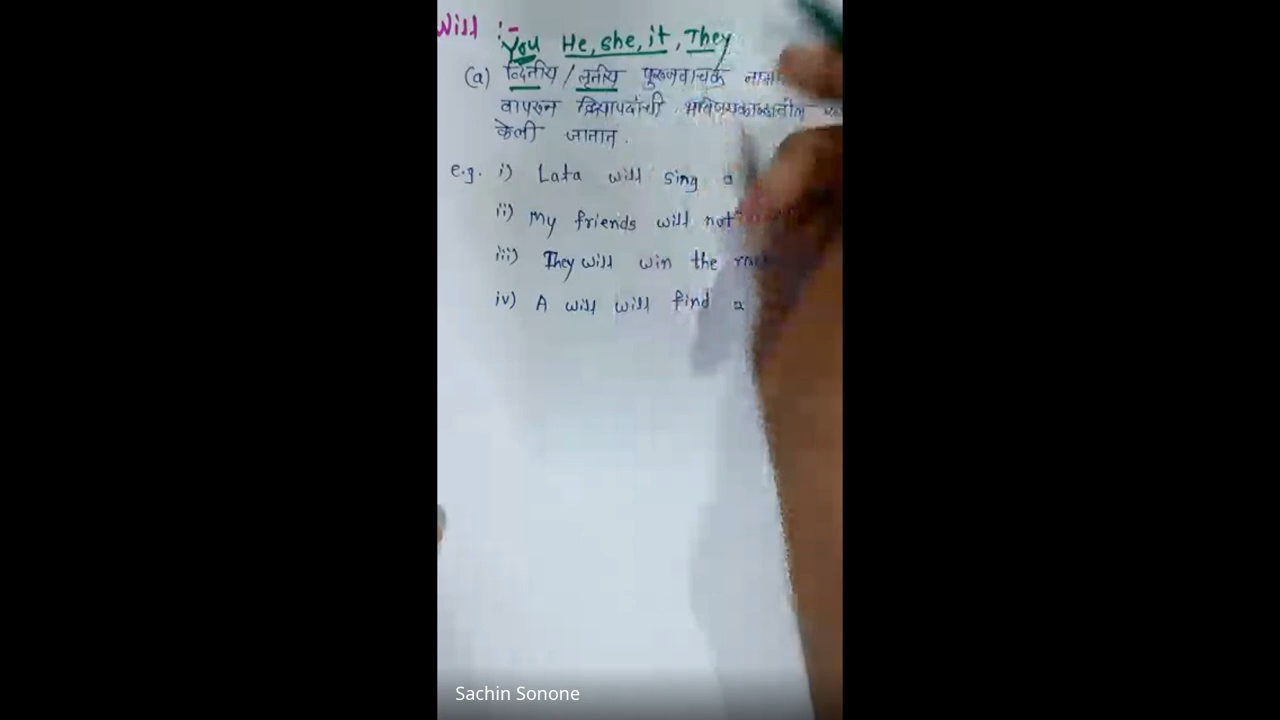 Will :-
You He, she, it, They
(a) द्वितीय / तृतीय पुरुषवाचक
वापरुन क्रियापदांची
केली जातात.
e.g. i) Lata will sing a
ii) My friends will not
iii) They will win the
iv) A will will find a
Sachin Sonone